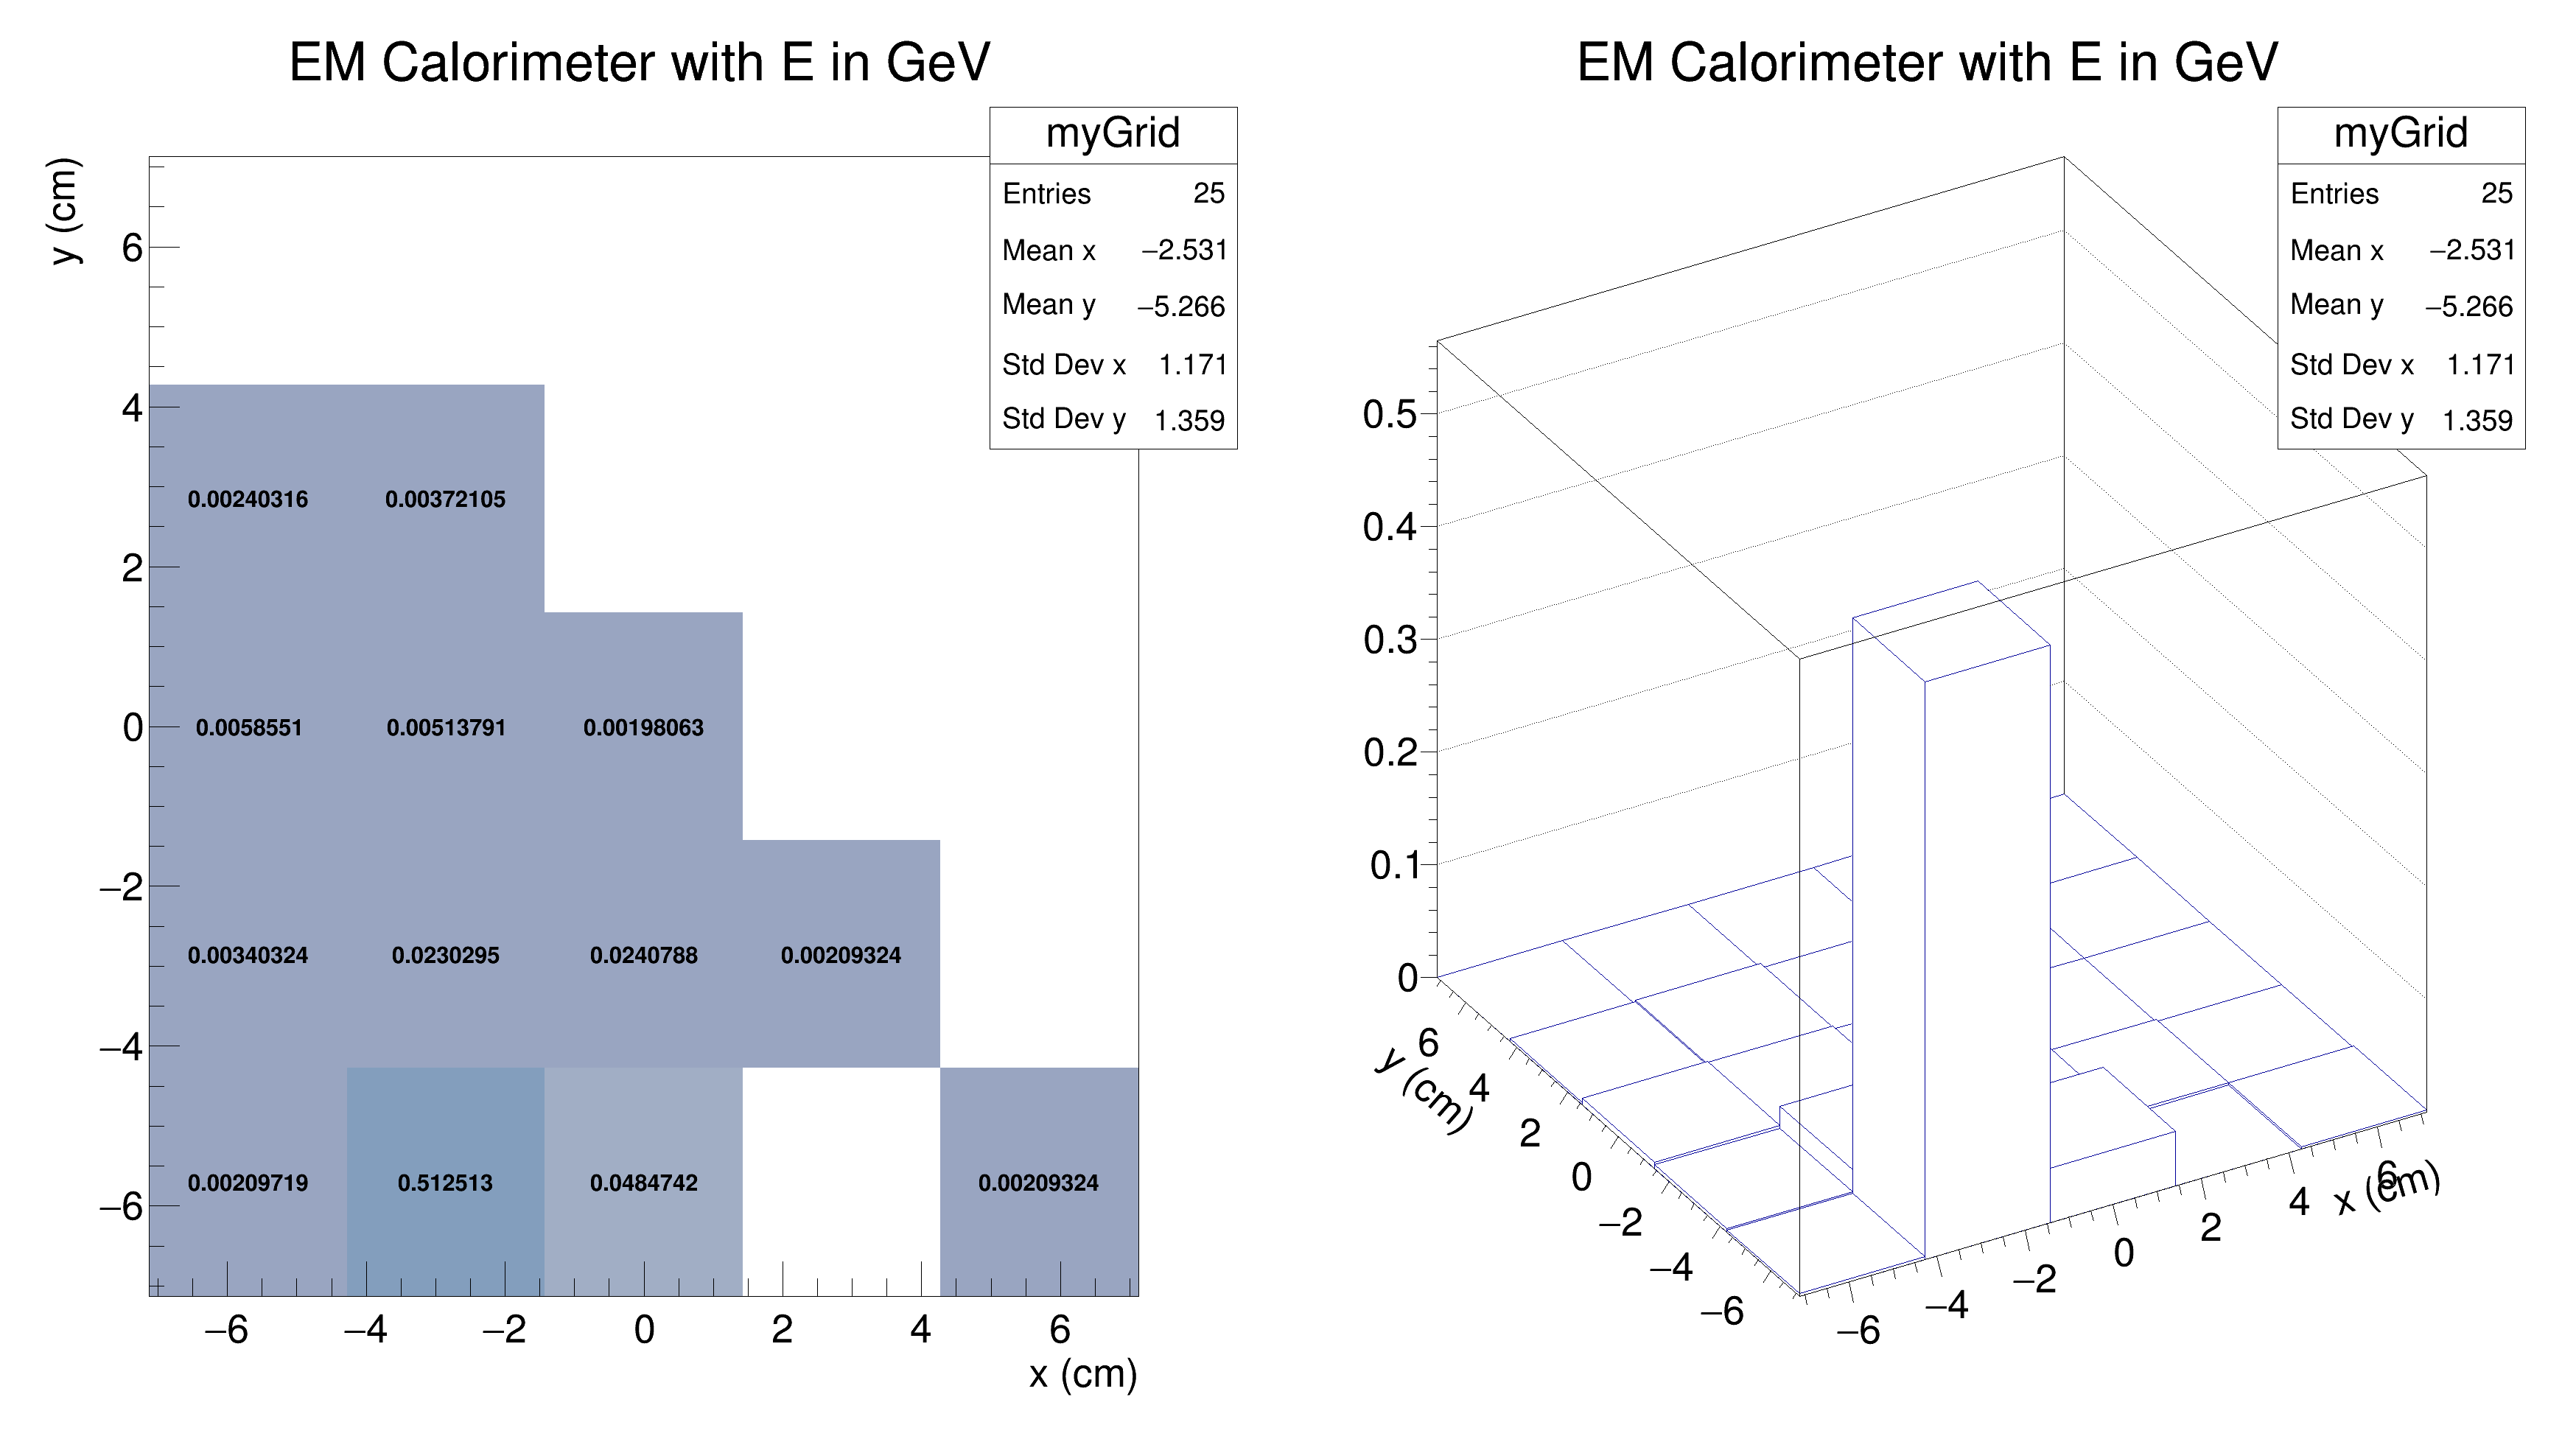 EM Calorimeter with E in GeV
myGrid
Entries 25
Mean x −2.531
Mean y −5.266
Std Dev x 1.171
Std Dev y 1.359
y (cm)
6
4
2
0
−2
−4
−6
0.00240316 0.00372105
0.0058551 0.00513791 0.00198063
0.00340324 0.0230295 0.0240788 0.00209324
0.00209719 0.512513 0.0484742 0.00209324
−6 −4 −2 0 2 4 6
x (cm)
EM Calorimeter with E in GeV
myGrid
Entries 25
Mean x −2.531
Mean y −5.266
Std Dev x 1.171
Std Dev y 1.359
0.5
0.4
0.3
0.2
0.1
0
6
4
2
0
−2
−4
−6
y (cm)
−6
−4
−2
0
2
4
6
x (cm)